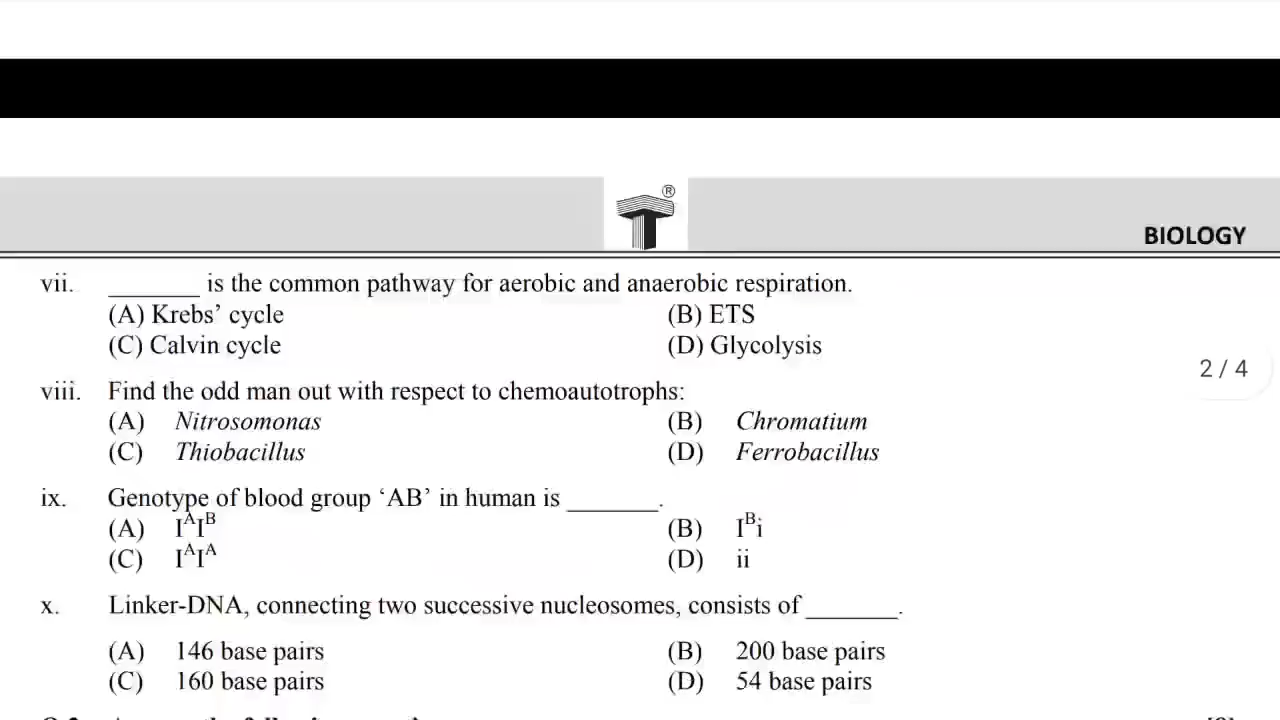 ®
BIOLOGY
vii. _______ is the common pathway for aerobic and anaerobic respiration.
(A) Krebs’ cycle (B) ETS
(C) Calvin cycle (D) Glycolysis
2 / 4
viii. Find the odd man out with respect to chemoautotrophs:
(A) Nitrosomonas (B) Chromatium
(C) Thiobacillus (D) Ferrobacillus
ix. Genotype of blood group ‘AB’ in human is _______.
(A) IᴬIᴮ (B) Iᴮi
(C) IᴬIᴬ (D) ii
x. Linker-DNA, connecting two successive nucleosomes, consists of _______.
(A) 146 base pairs (B) 200 base pairs
(C) 160 base pairs (D) 54 base pairs